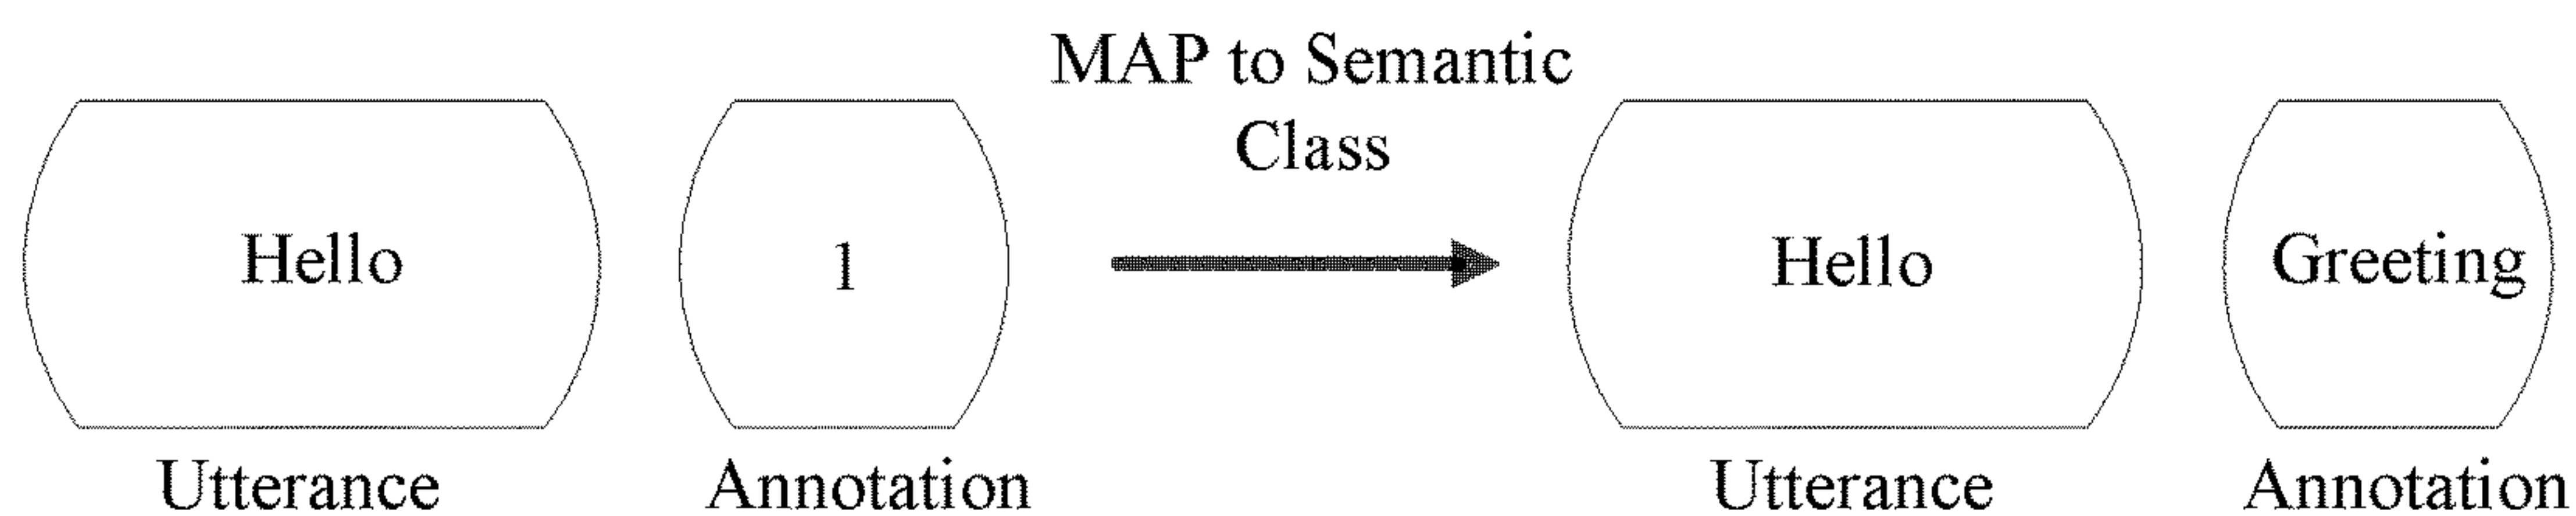 MAP to Semantic
Class
Hello
1
Hello
Greeting
Utterance
Annotation
Utterance
Annotation